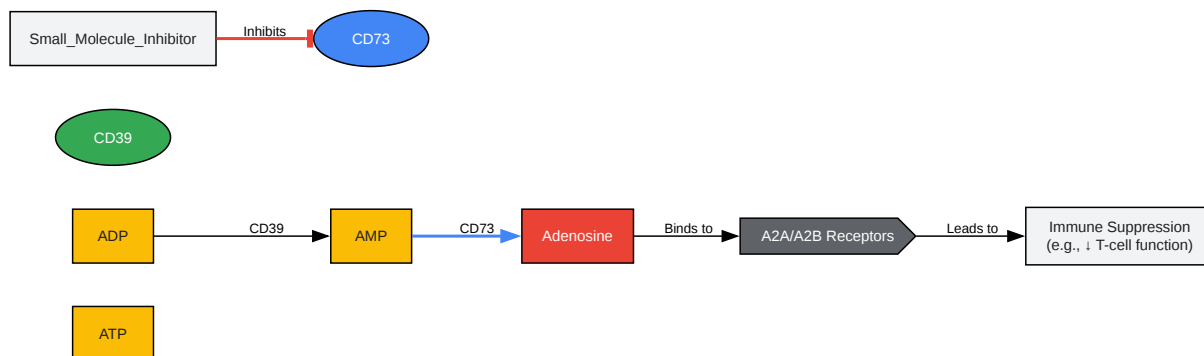 Small_Molecule_Inhibitor
Inhibits
CD73
CD39
ADP
CD39
AMP
CD73
Adenosine
Binds to
A2A/A2B Receptors
Leads to
Immune Suppression
(e.g., ↓ T-cell function)
ATP